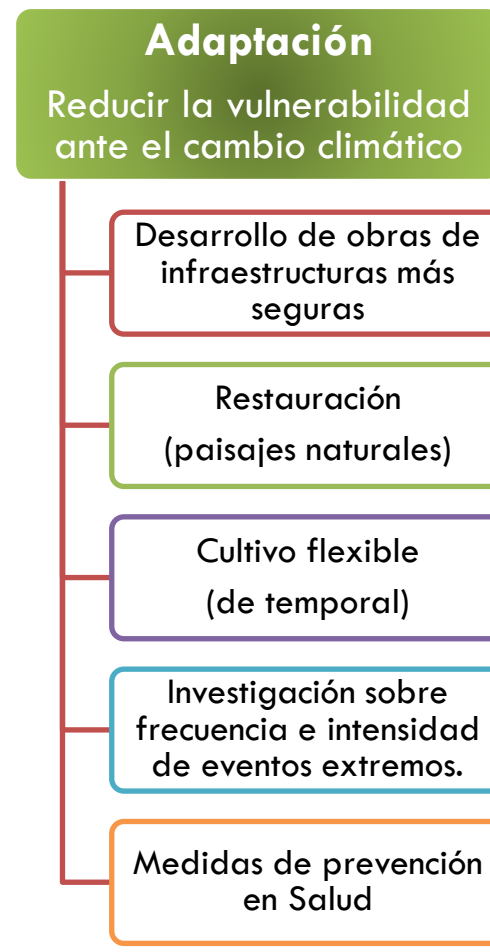 Adaptación
Reducir la vulnerabilidad
ante el cambio climático
Desarrollo de obras de
infraestructuras más
seguras
Restauración
(paisajes naturales)
Cultivo flexible
(de temporal)
Investigación sobre
frecuencia e intensidad
de eventos extremos.
Medidas de prevención
en Salud